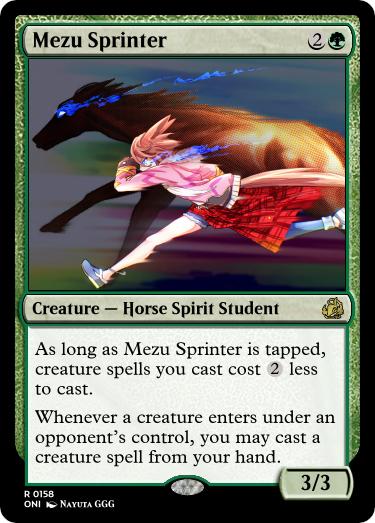 Mezu Sprinter 2
Creature — Horse Spirit Student
As long as Mezu Sprinter is tapped,
creature spells you cast cost 2 less
to cast.
Whenever a creature enters under an
opponent's control, you may cast a
creature spell from your hand.
3/3
R 0158
ONI Nayuta GGG